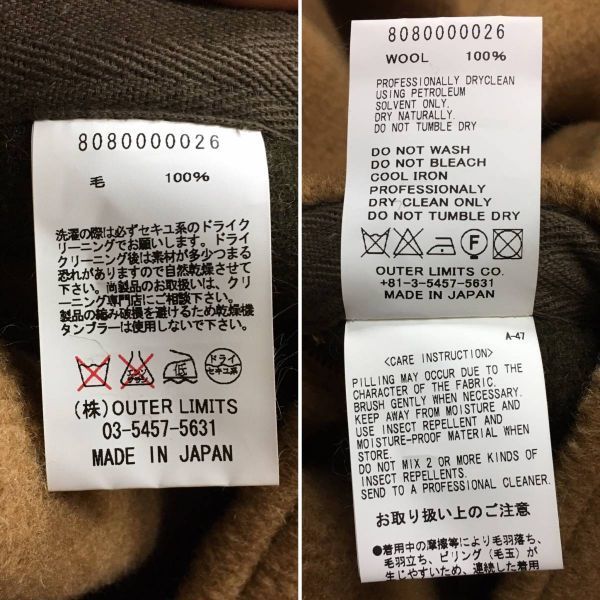 8080000026
毛 100%
洗濯の際は必ずセキユ系のドライク
リーニングでお願いします。ドライ
クリーニング後は素材が多少つまる
恐れがありますので自然乾燥させて
下さい。尚製品のお取扱いは、クリ
ーニング専門店にご相談下さい。
製品の縮み破損を避けるため乾燥機
タンブラーは使用しないで下さい。
エンソ
サラシ
低
ドライ
セキユ系
(株)OUTER LIMITS
03-5457-5631
MADE IN JAPAN
8080000026
WOOL 100%
PROFESSIONALLY DRYCLEAN
USING PETROLEUM
SOLVENT ONLY.
DRY NATURALLY.
DO NOT TUMBLE DRY
DO NOT WASH
DO NOT BLEACH
COOL IRON
PROFESSIONALY
DRY CLEAN ONLY
DO NOT TUMBLE DRY
F
OUTER LIMITS CO.
+81-3-5457-5631
MADE IN JAPAN
A-47
<CARE INSTRUCTION>
PILLING MAY OCCUR DUE TO THE
CHARACTER OF THE FABRIC.
BRUSH GENTLY WHEN NECESSARY.
KEEP AWAY FROM MOISTURE AND
USE INSECT REPELLENT AND
MOISTURE-PROOF MATERIAL WHEN
STORE.
DO NOT MIX 2 OR MORE KINDS OF
INSECT REPELLENTS.
SEND TO A PROFESSIONAL CLEANER.
お取り扱い上のご注意
●着用中の摩擦等により毛羽落ち、
毛羽立ち、ピリング(毛玉)が
生じやすいため、連続した着用